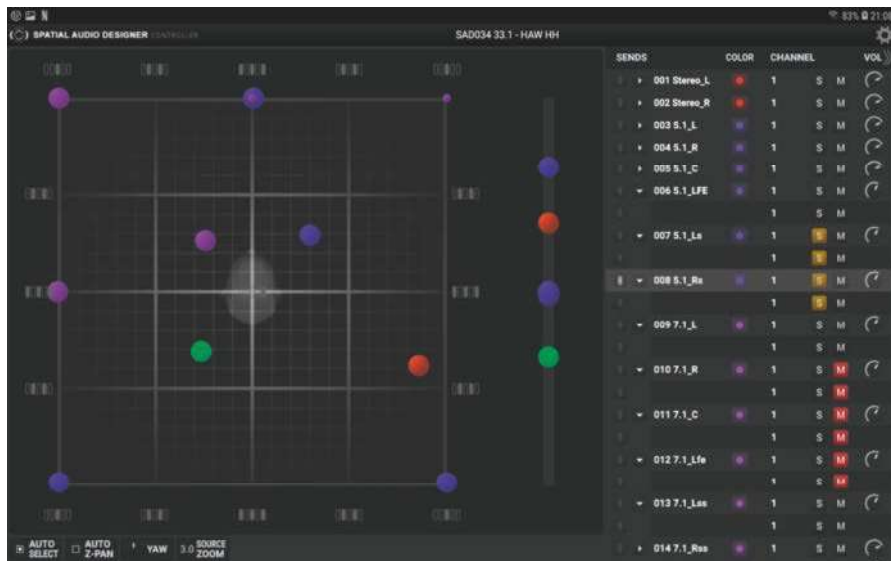 83% 21:08
SPATIAL AUDIO DESIGNER CONTROLLER
SAD034 33.1 - HAW HH
SENDS COLOR CHANNEL VOL
001 Stereo_L 1 S M
002 Stereo_R 1 S M
003 5.1_L 1 S M
004 5.1_R 1 S M
005 5.1_C 1 S M
006 5.1_LFE 1 S M
1 S M
007 5.1_Ls 1 S M
S M
008 5.1_Rs 1 S M
1 S M
009 7.1_L 1 S M
1 S M
010 7.1_R 1 S M
1 S M
011 7.1_C 1 S M
1 S M
012 7.1_Lfe 1 S M
1 S M
013 7.1_Lss 1 S M
1 S M
014 7.1_Rss 1 S M
AUTO SELECT
AUTO Z-PAN
YAW
3.0 SOURCE ZOOM